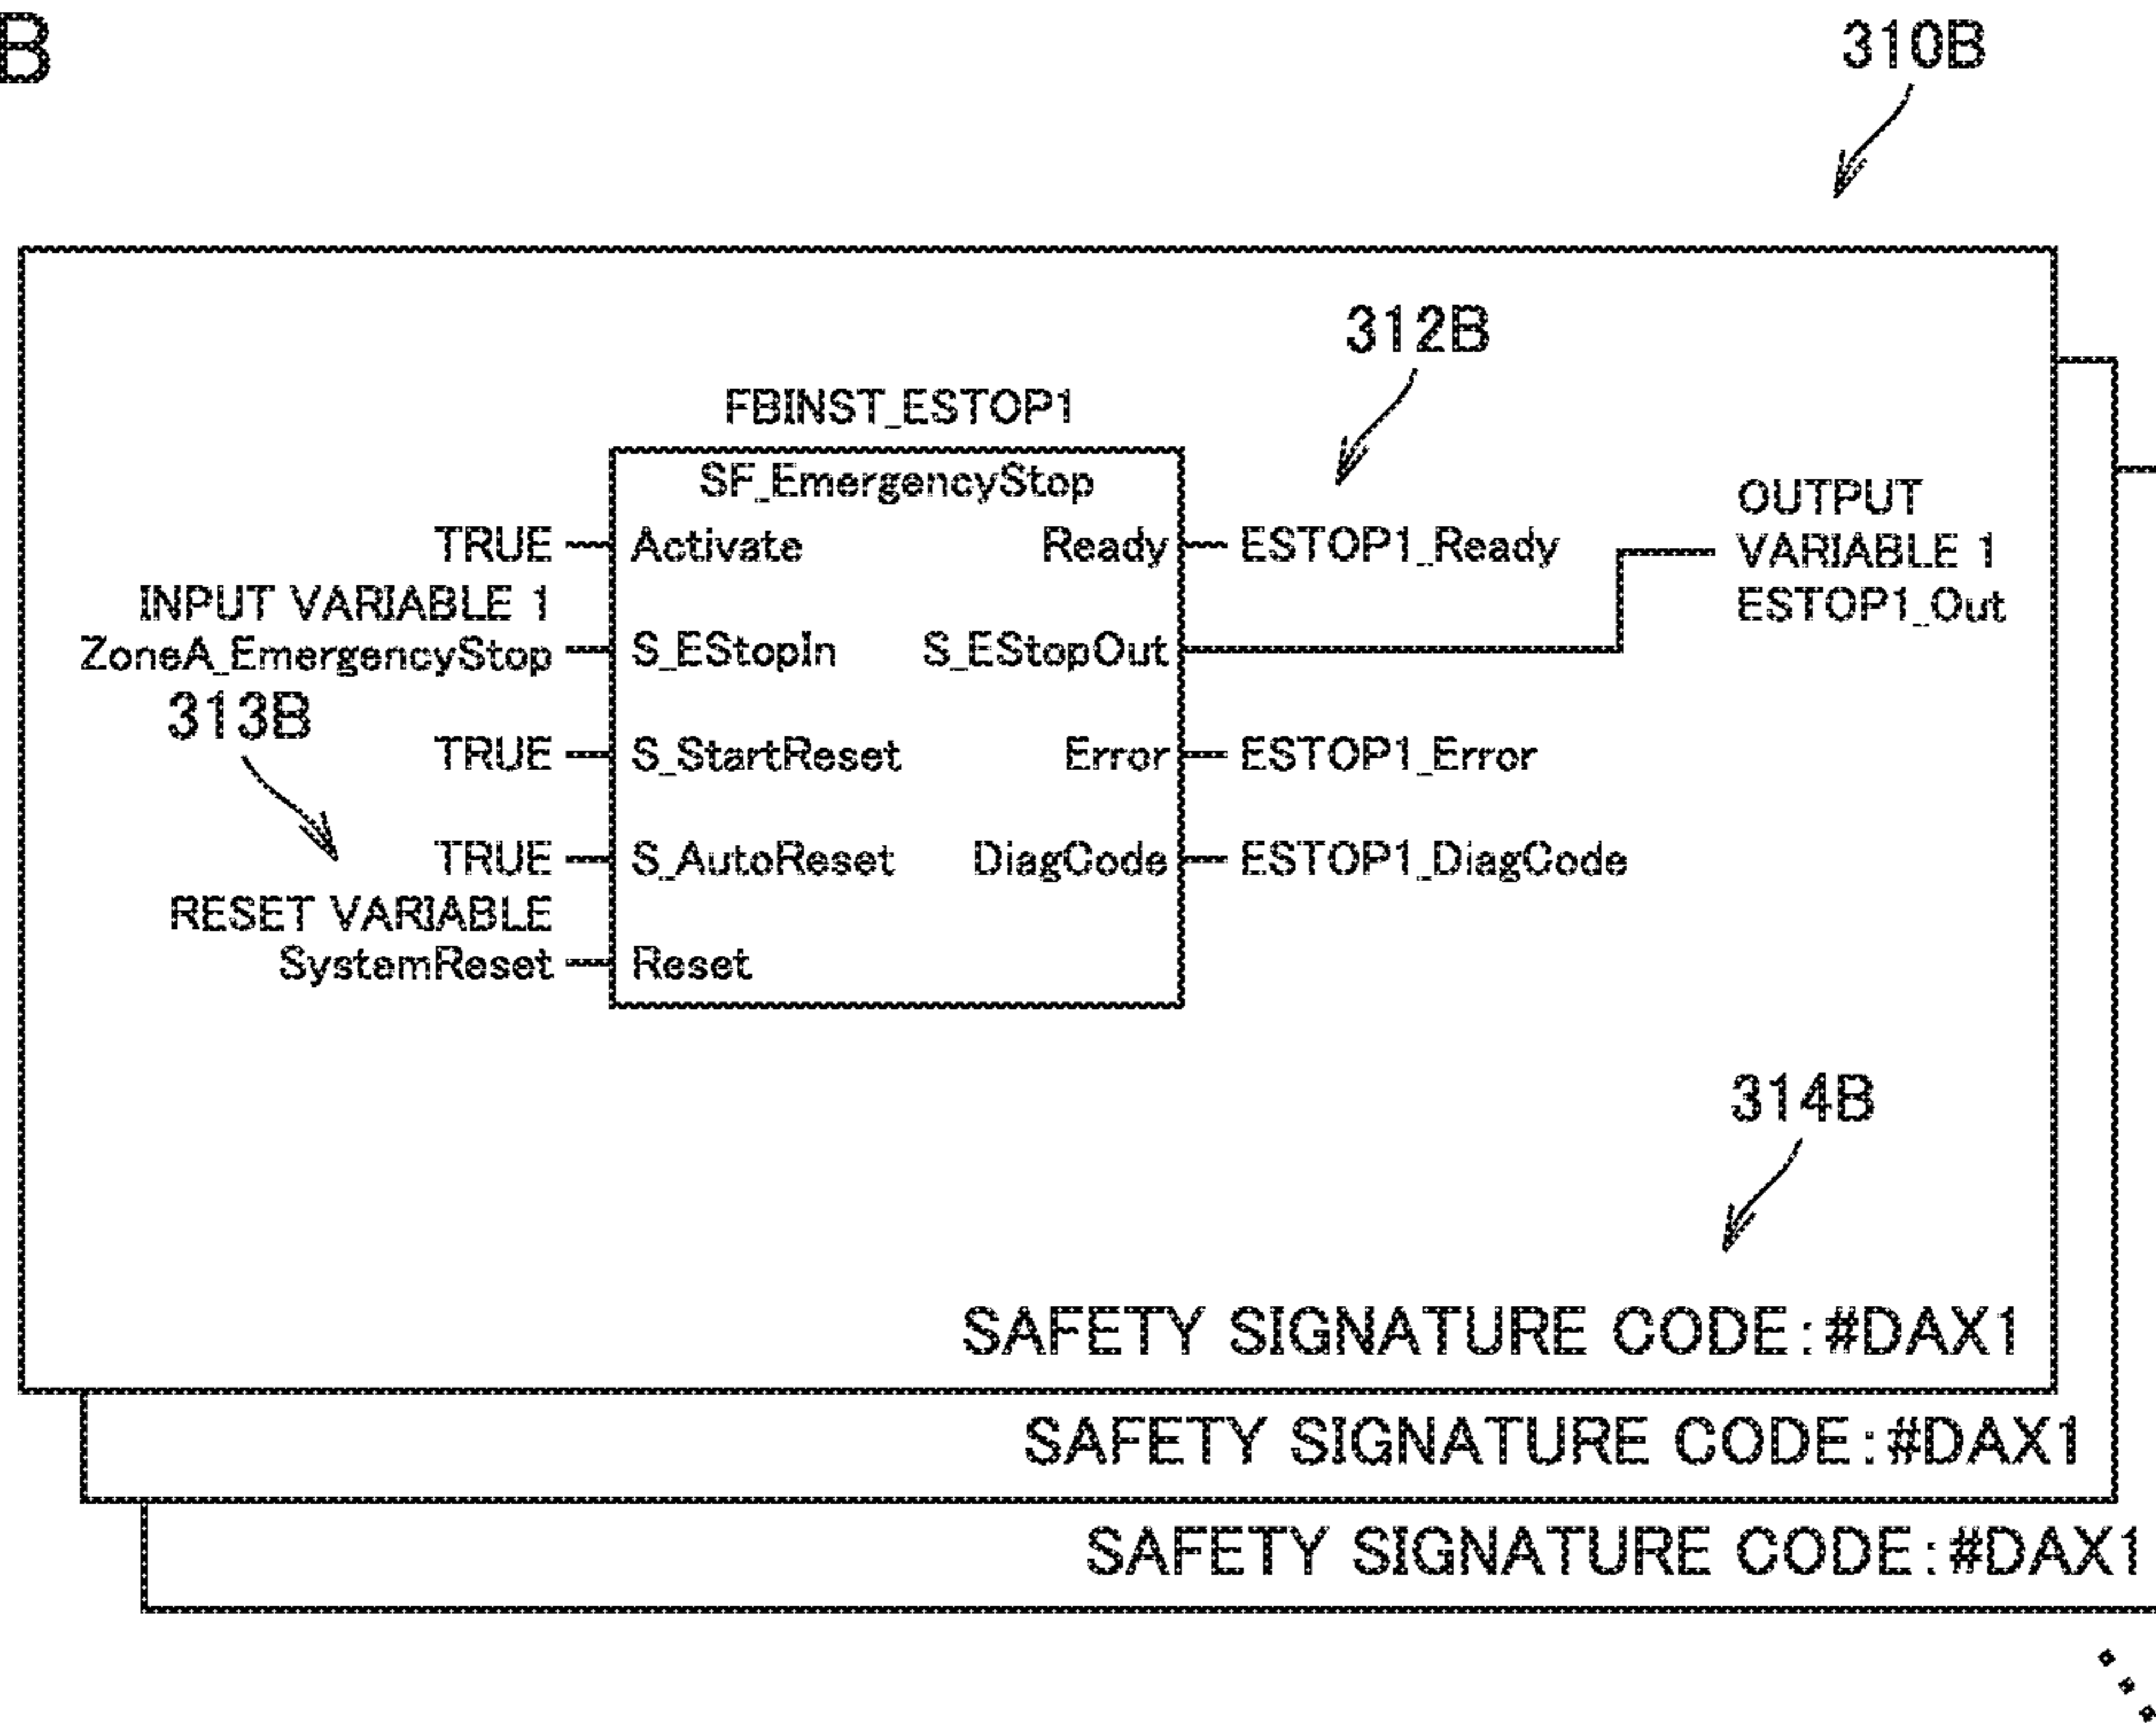 B
310B
312B
FBINST_ESTOP1
SF_EmergencyStop
TRUE Activate Ready ESTOP1_Ready
OUTPUT
VARIABLE 1
ESTOP1_Out
INPUT VARIABLE 1
ZoneA_EmergencyStop S_EStopIn S_EStopOut
313B
TRUE S_StartReset Error ESTOP1_Error
TRUE S_AutoReset DiagCode ESTOP1_DiagCode
RESET VARIABLE
SystemReset Reset
314B
SAFETY SIGNATURE CODE:#DAX1
SAFETY SIGNATURE CODE:#DAX1
SAFETY SIGNATURE CODE:#DAX1